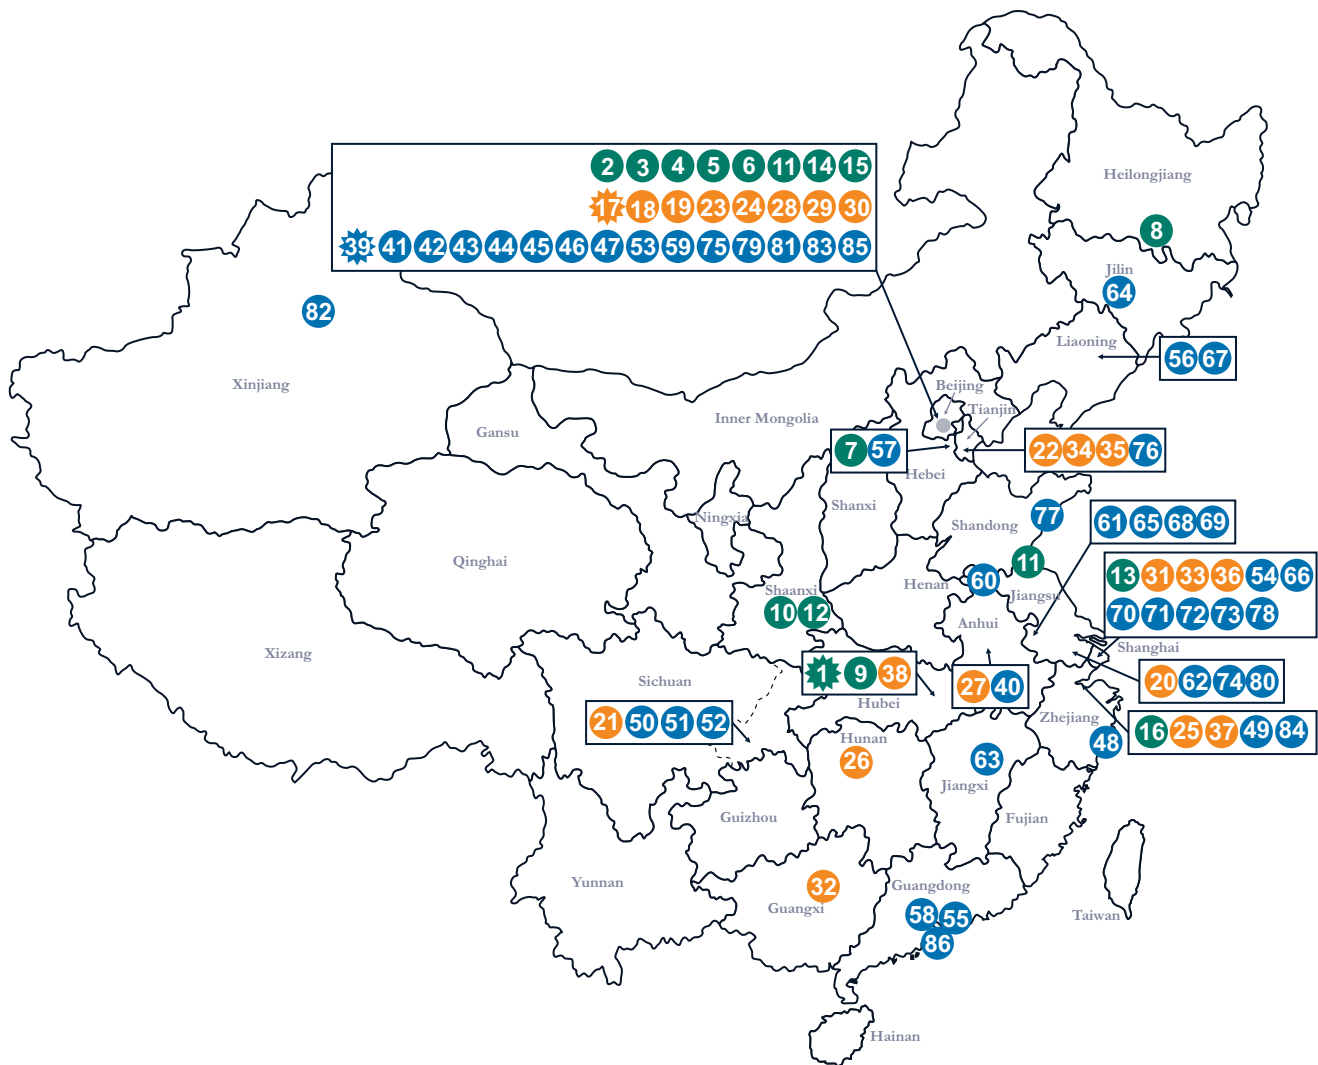 Heilongjiang
2 3 4 5 6 11 14 15
17 18 19 23 24 28 29 30
8
39 41 42 43 44 45 46 47 53 59 75 79 81 83 85
Jilin
64
82
Liaoning
56 67
Xinjiang
Beijing
Tianjin
Inner Mongolia
Gansu
7 57
22 34 35 76
Hebei
Shanxi
Ningxia
Shandong
77
61 65 68 69
Qinghai
11
13 31 33 36 54 66
60
Henan
Shaanxi
Jiangsu
10 12
70 71 72 73 78
Anhui
Shanghai
Xizang
1 9 38
Sichuan
27 40
20 62 74 80
Hubei
21 50 51 52
Zhejiang
16 25 37 49 84
Hunan
48
26
63
Jiangxi
Guizhou
Fujian
Yunnan
32
Guangdong
Guangxi
58 55
Taiwan
86
Hainan